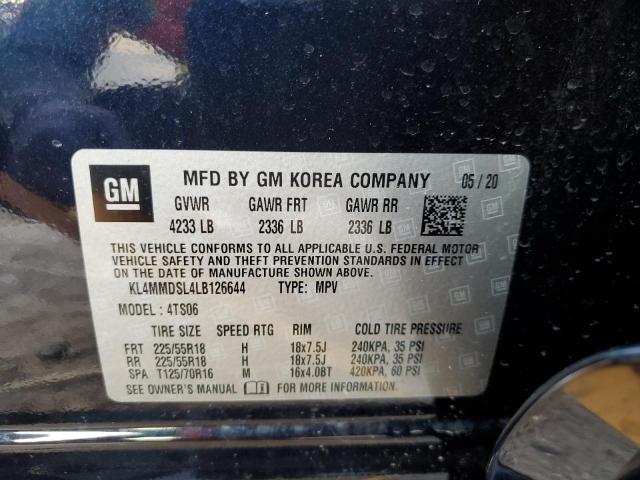 GM MFD BY GM KOREA COMPANY 05/20
GVWR GAWR FRT GAWR RR
4233 LB 2336 LB 2336 LB
THIS VEHICLE CONFORMS TO ALL APPLICABLE U.S. FEDERAL MOTOR
VEHICLE SAFETY AND THEFT PREVENTION STANDARDS IN EFFECT ON
THE DATE OF MANUFACTURE SHOWN ABOVE.
KL4MMDSL4LB126644 TYPE: MPV
MODEL: 4TS06
TIRE SIZE SPEED RTG RIM COLD TIRE PRESSURE
FRT 225/55R18 H 18x7.5J 240KPA, 35 PSI
RR 225/55R18 H 18x7.5J 240KPA, 35 PSI
SPA T125/70R16 M 16x4.0BT 420KPA, 60 PSI
SEE OWNER'S MANUAL FOR MORE INFORMATION.